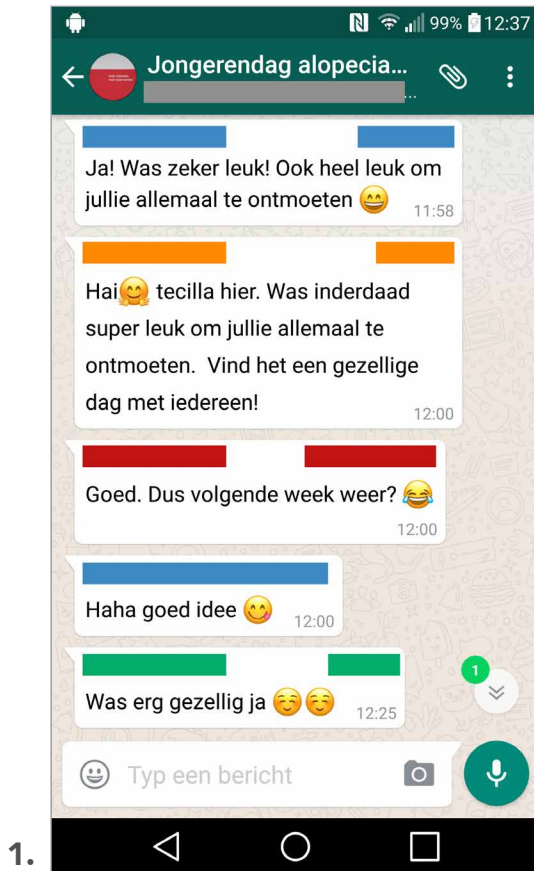 99% 12:37
Jongerendag alopecia...
...
Ja! Was zeker leuk! Ook heel leuk om
jullie allemaal te ontmoeten 😄
11:58
Hai🤗 tecilla hier. Was inderdaad
super leuk om jullie allemaal te
ontmoeten. Vind het een gezellige
dag met iedereen!
12:00
Goed. Dus volgende week weer? 😂
12:00
Haha goed idee 😋 12:00
1
Was erg gezellig ja ☺️☺️ 12:25
Typ een bericht
1.